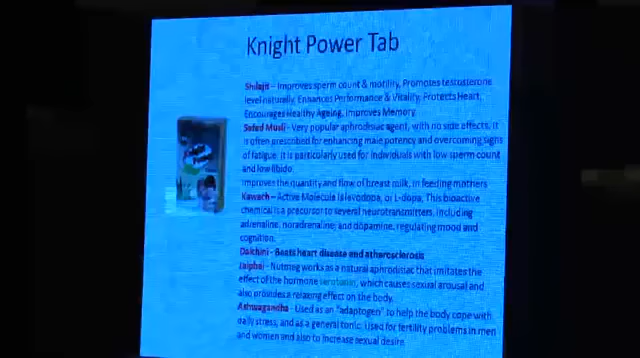 Knight Power Tab
Shilajit – Improves sperm count & motility, Promotes testosterone
level naturally, Enhances Performance & Vitality, Protects Heart,
Encourages Healthy Ageing, Improves Memory
Safed Musli - Very popular aphrodisiac agent, with no side effects. It
is often prescribed for enhancing male potency and overcoming signs
of fatigue. It is particularly used for individuals with low sperm count
and low libido.
Improves the quantity and flow of breast milk, in feeding mothers
Kawach – Active Molecule is levodopa, or L-dopa, This bioactive
chemical is a precursor to several neurotransmitters, including
adrenaline, noradrenaline, and dopamine, regulating mood and
cognition.
Dalchini - Beats heart disease and atharosclerosis
Jaiphal - Nutmeg works as a natural aphrodisiac that imitates the
effect of the hormone serotonin, which causes sexual arousal and
also provides a relaxing effect on the body.
Ashwagandha - Used as an "adaptogen" to help the body cope with
daily stress, and as a general tonic. Used for fertility problems in men
and women and also to increase sexual desire